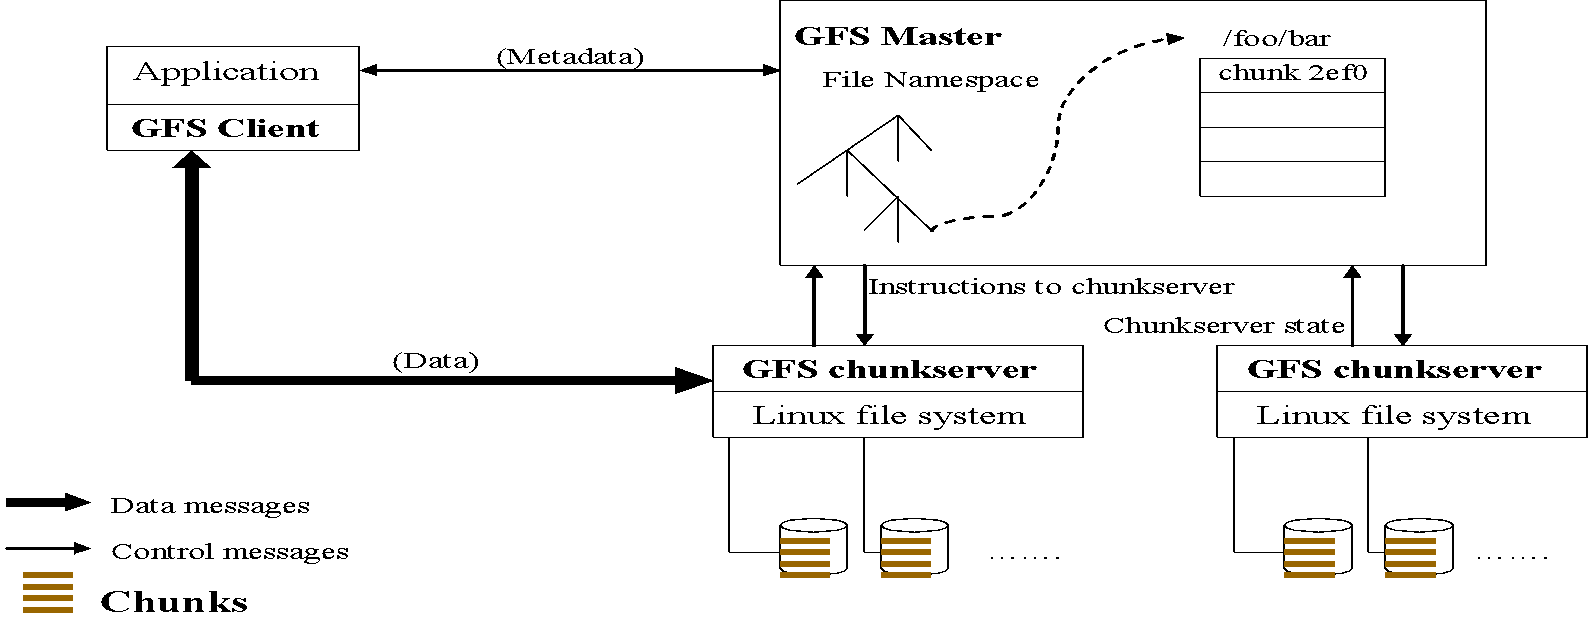 Application
GFS Client
(Metadata)
GFS Master
File Namespace
/foo/bar
chunk 2ef0
Instructions to chunkserver
Chunkserver state
(Data)
GFS chunkserver
Linux file system
GFS chunkserver
Linux file system
.......
.......
Data messages
Control messages
Chunks